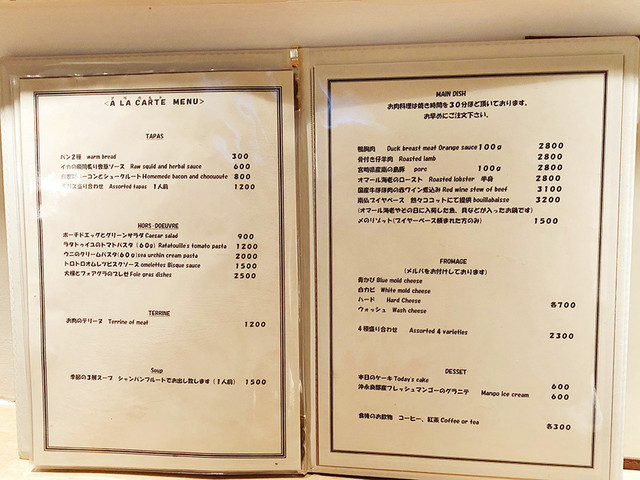 <A LA CARTE MENU>
TAPAS
パン2種 warm bread 300
イカの瞬間炙り香草ソース Raw squid and herbal sauce 600
自家製ベーコンとシュークルート Homemade bacon and chououute 800
タパス盛り合わせ Assorted tapas 1人前 1200
HORS-DOEUVRE
ポーチドエッグとグリーンサラダ Caesar salad 900
ラタトゥイユのトマトパスタ (60g) Ratatouille's tomato pasta 1200
ウニのクリームパスタ(60g)sea urchin cream pasta 2000
トロトロオムレツビスクソース omelettes Bisque sauce 1500
大根とフォアグラのブレゼ Foie gras dishes 2500
TERRINE
お肉のテリーヌ Terrine of meat 1200
Soup
季節の3種スープ シャンパンフルートでお出し致します(1人前) 1500
MAIN DISH
お肉料理は焼き時間を30分ほど頂いております。
お早めにご注文下さい。
鴨胸肉 Duck breast meat Orange sauce 100g 2800
骨付き仔羊肉 Roasted lamb 2800
宮崎県産南の島豚 porc 100g 2800
オマール海老のロースト Roasted lobster 半身 2800
国産牛ほほ肉の赤ワイン煮込み Red wine stew of beef 3100
南仏ブイヤベース 熱々ココットにて提供 bouillabaisse 3200
(オマール海老やその日に入荷した魚、貝などが入ったお鍋です)
〆のリゾット(ブイヤーベース頼まれた方のみ) 1500
FROMAGE
(メルバをお付けしております)
青かび Blue mold cheese
白カビ White mold cheese
ハード Hard Cheese 各700
ウォッシュ Wash cheese
4種盛り合わせ Assorted 4 varieties 2300
DESSET
本日のケーキ Today's cake 600
沖永良部産フレッシュマンゴーのグラニテ Mango ice cream 600
食後のお飲物 コーヒー、紅茶 Coffee or tea 各300